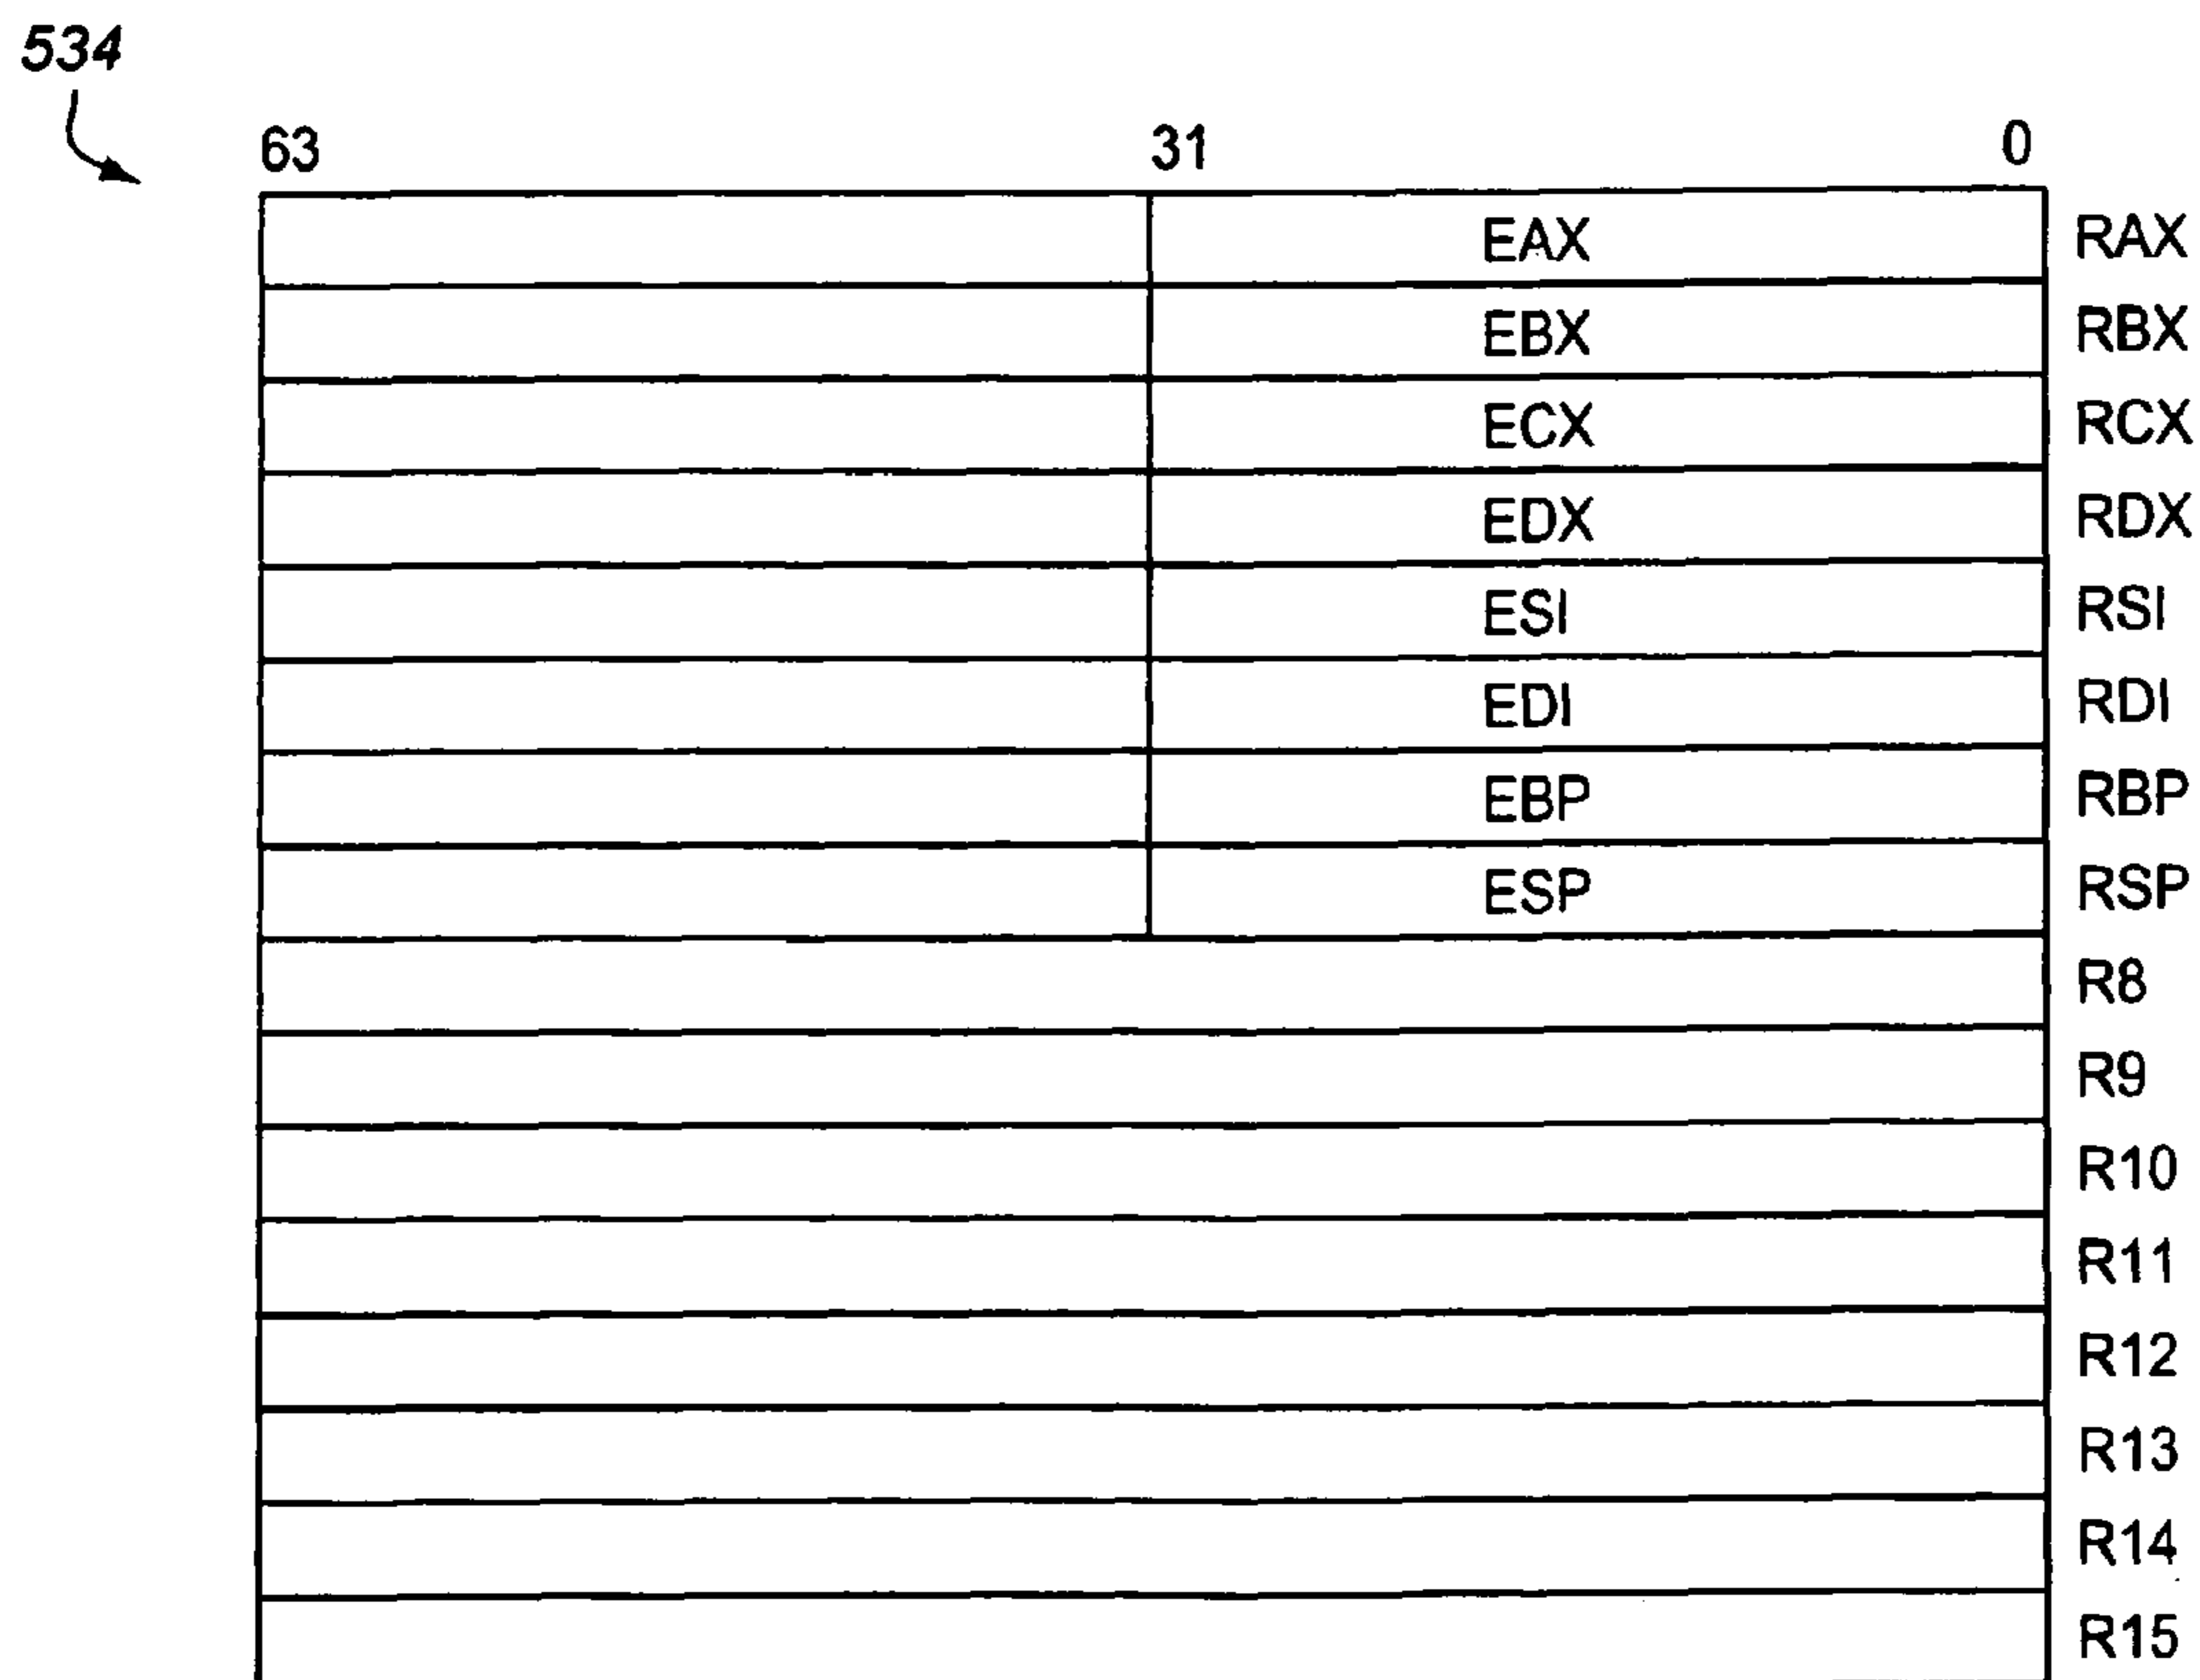 534
63 31 0
EAX RAX
EBX RBX
ECX RCX
EDX RDX
ESI RSI
EDI RDI
EBP RBP
ESP RSP
R8
R9
R10
R11
R12
R13
R14
R15